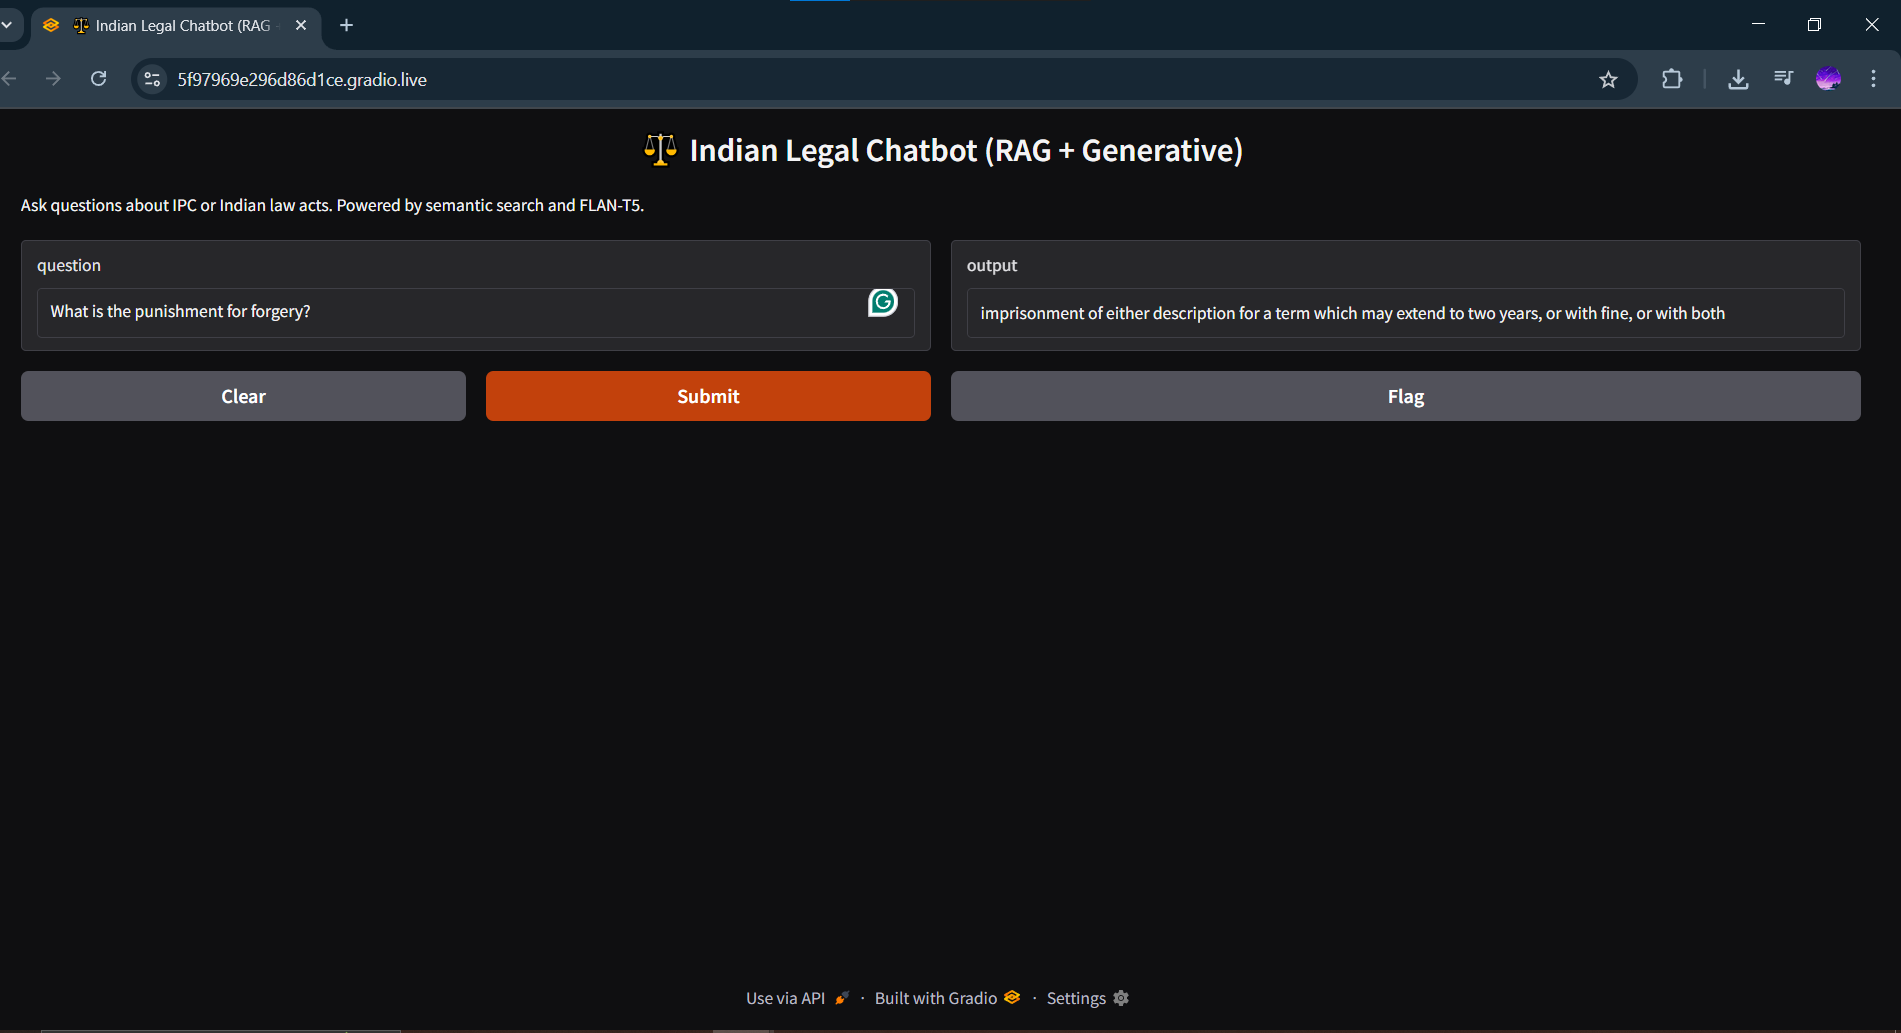 Indian Legal Chatbot (RAG
5f97969e296d86d1ce.gradio.live
Indian Legal Chatbot (RAG + Generative)
Ask questions about IPC or Indian law acts. Powered by semantic search and FLAN-T5.
question
What is the punishment for forgery?
output
imprisonment of either description for a term which may extend to two years, or with fine, or with both
Clear
Submit
Flag
Use via API · Built with Gradio · Settings